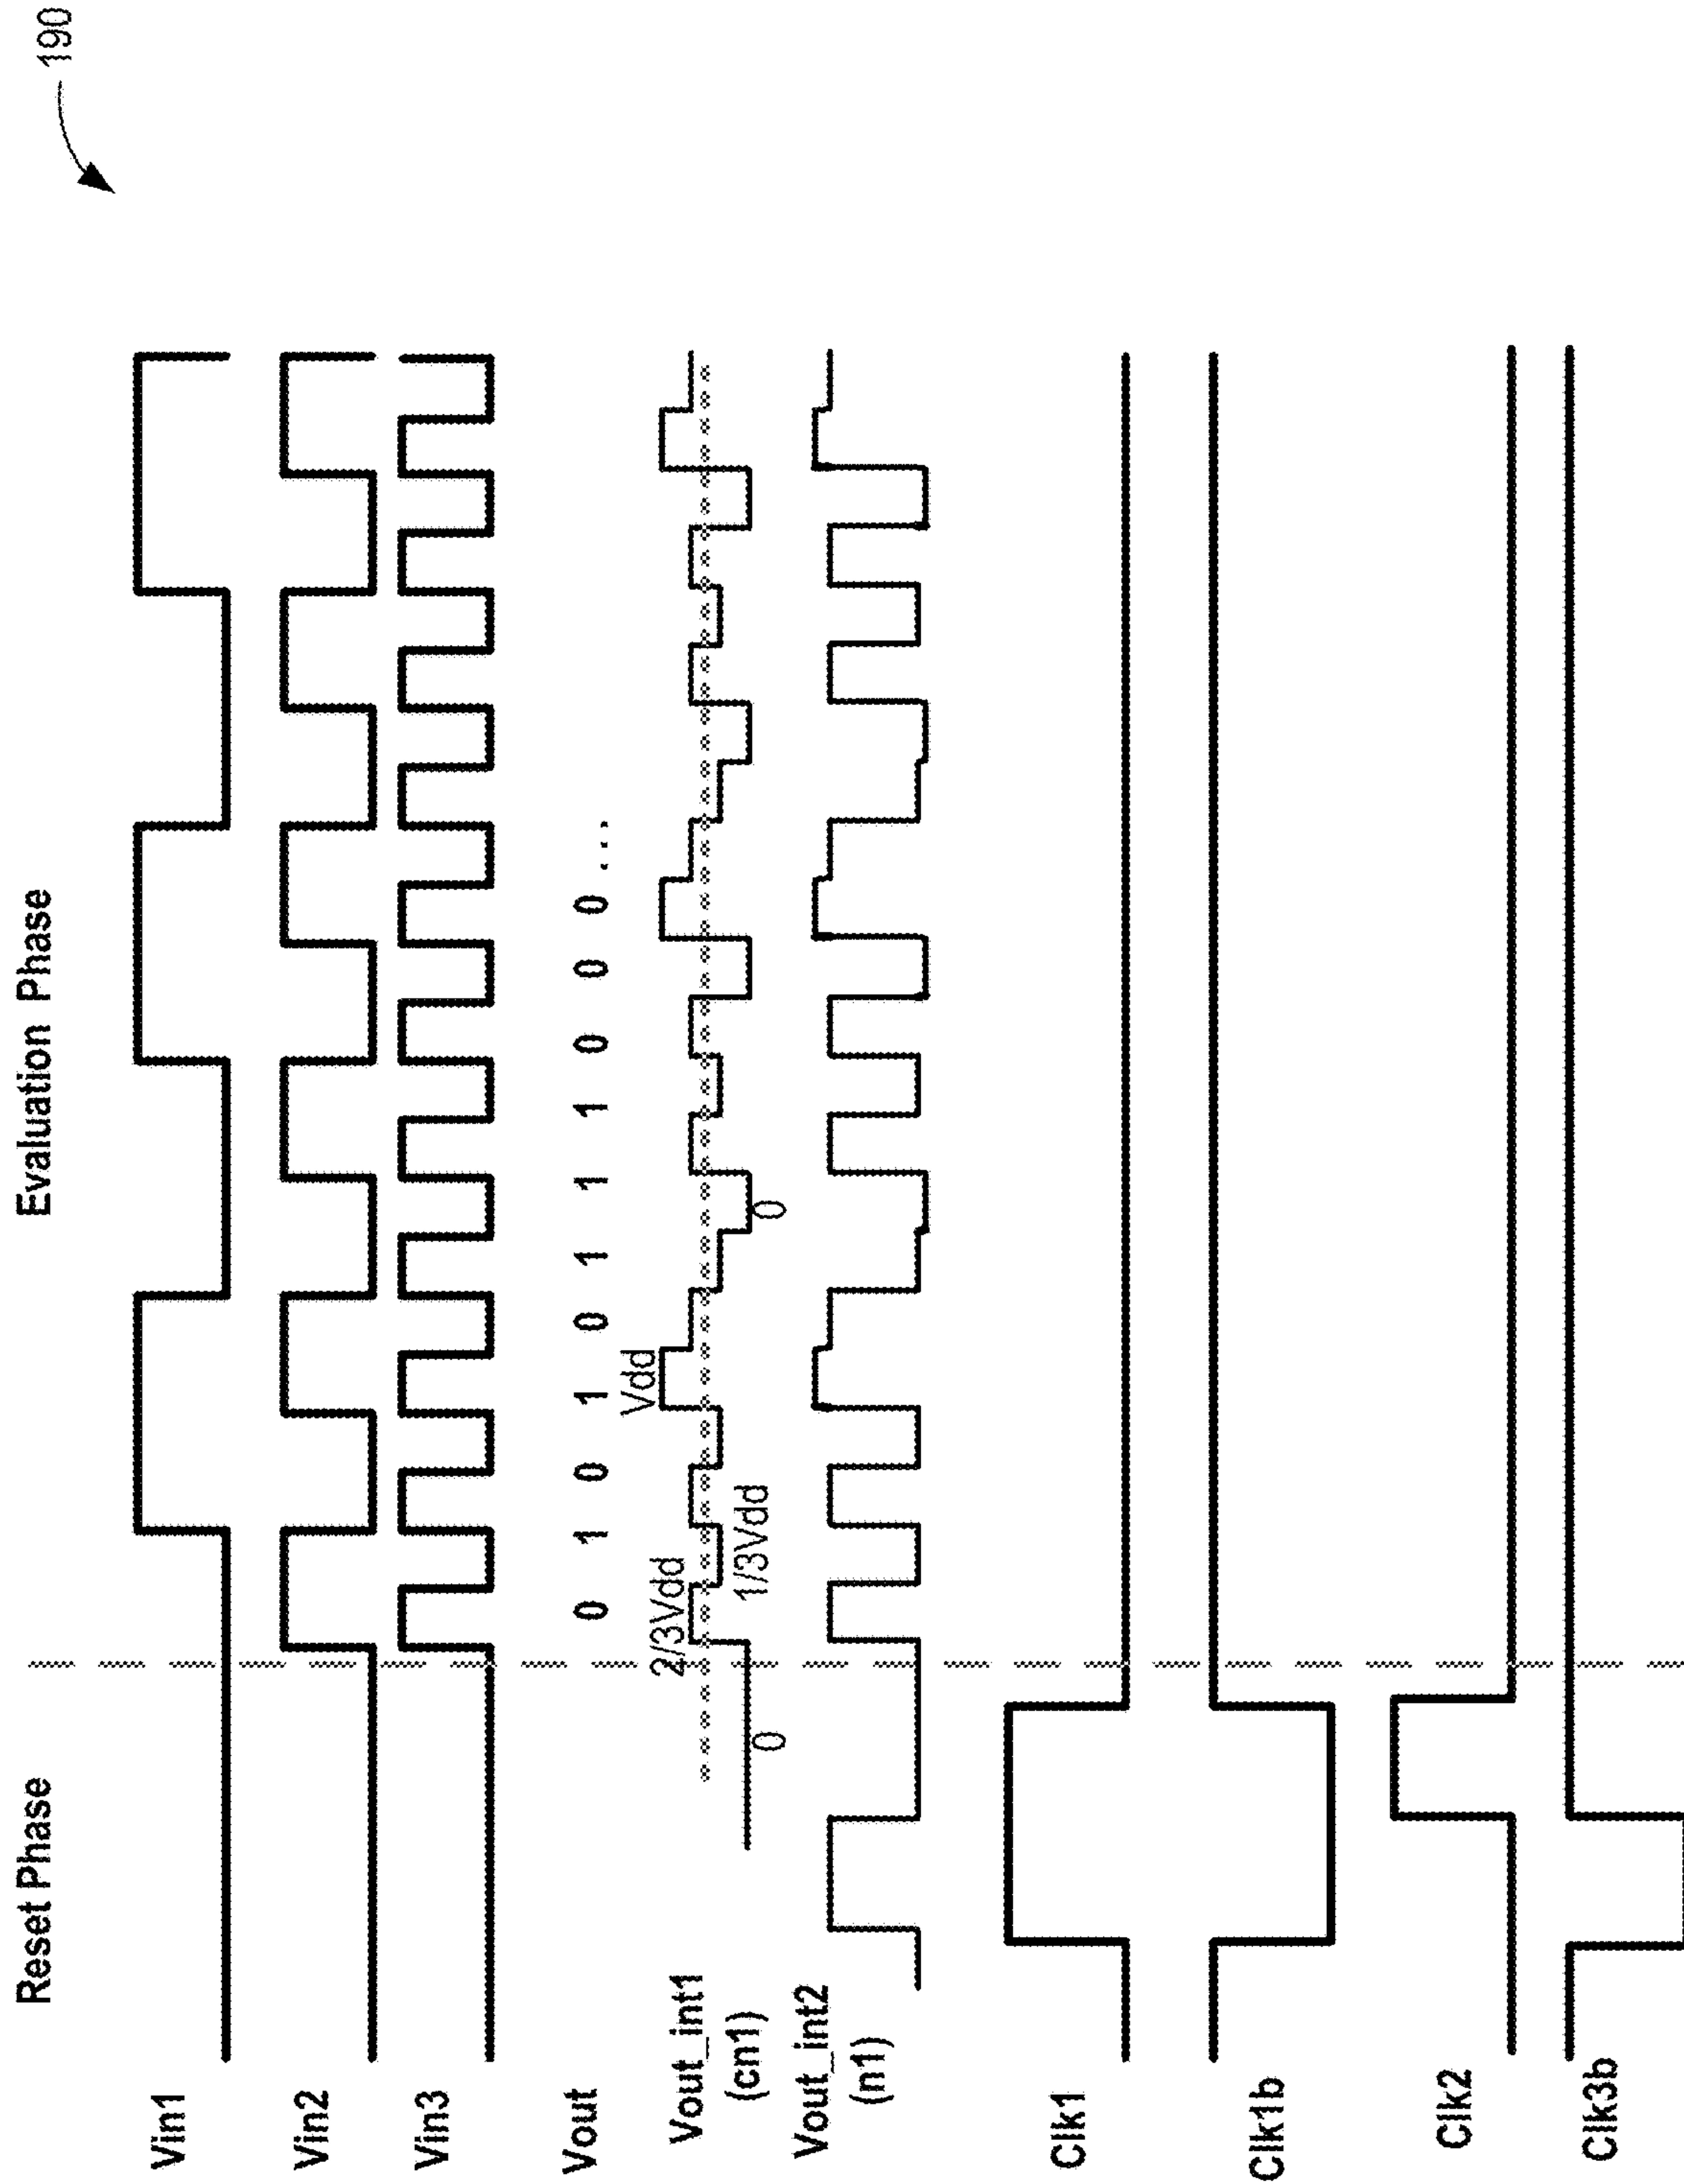 190
Reset Phase Evaluation Phase
Vin1
Vin2
Vin3
Vout 0 1 0 1 0 1 1 1 0 0 0 ...
Vdd
2/3Vdd
Vout_int1
(cn1)
1/3Vdd
0 0
Vout_int2
(n1)
Clk1
Clk1b
Clk2
Clk3b